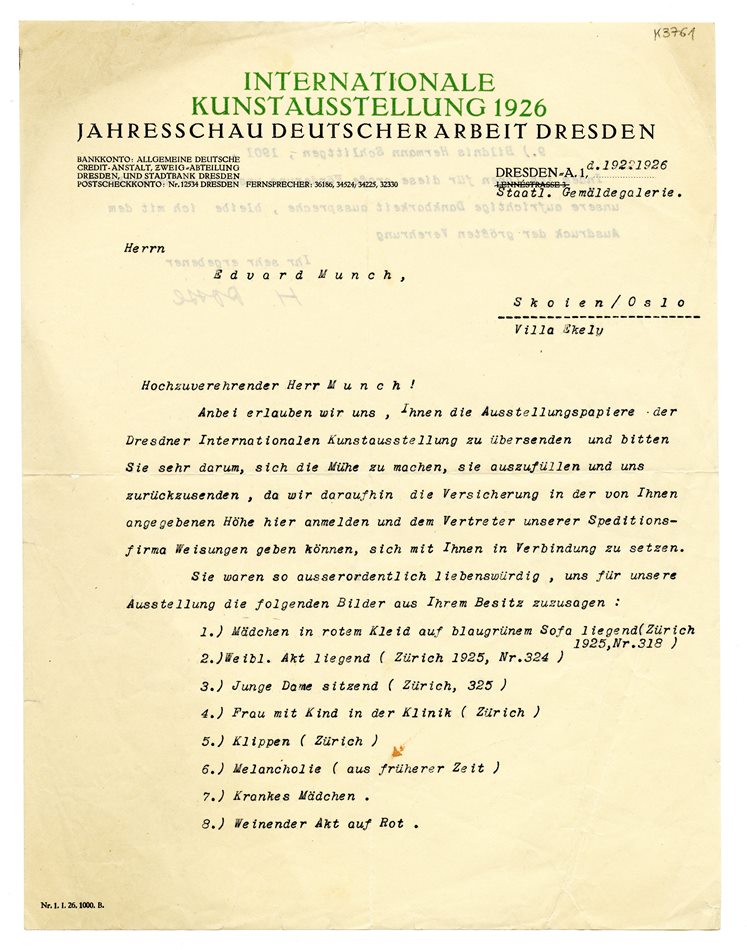 K3761
INTERNATIONALE
KUNSTAUSSTELLUNG 1926
JAHRESSCHAU DEUTSCHER ARBEIT DRESDEN
BANKKONTO: ALLGEMEINE DEUTSCHE
CREDIT-ANSTALT, ZWEIG-ABTEILUNG
DRESDEN, UND STADTBANK DRESDEN
POSTSCHECKKONTO: Nr. 12534 DRESDEN FERNSPRECHER: 36186, 34524, 34225, 32330
DRESDEN-A. 1, d.19.2.1926
LENNÉSTRASSE 3.
Staatl. Gemäldegalerie.
Herrn
Edvard Munch,
Skoien/Oslo
Villa Ekely
Hochzuverehrender Herr Munch!
Anbei erlauben wir uns , Ihnen die Ausstellungspapiere der
Dresdner Internationalen Kunstausstellung zu übersenden und bitten
Sie sehr darum, sich die Mühe zu machen, sie auszufüllen und uns
zurückzusenden , da wir daraufhin die Versicherung in der von Ihnen
angegebenen Höhe hier anmelden und dem Vertreter unserer Speditions-
firma Weisungen geben können, sich mit Ihnen in Verbindung zu setzen.
Sie waren so ausserordentlich liebenswürdig , uns für unsere
Ausstellung die folgenden Bilder aus Ihrem Besitz zuzusagen :
1.) Mädchen in rotem Kleid auf blaugrünem Sofa liegend(Zürich
1925,Nr.318 )
2.)Weibl. Akt liegend ( Zürich 1925, Nr.324 )
3.) Junge Dame sitzend ( Zürich, 325 )
4.) Frau mit Kind in der Klinik ( Zürich )
5.) Klippen ( Zürich )
6.) Melancholie ( aus früherer Zeit )
7.) Krankes Mädchen .
8.) Weinender Akt auf Rot .
Nr. 1. I. 26. 1000. B.